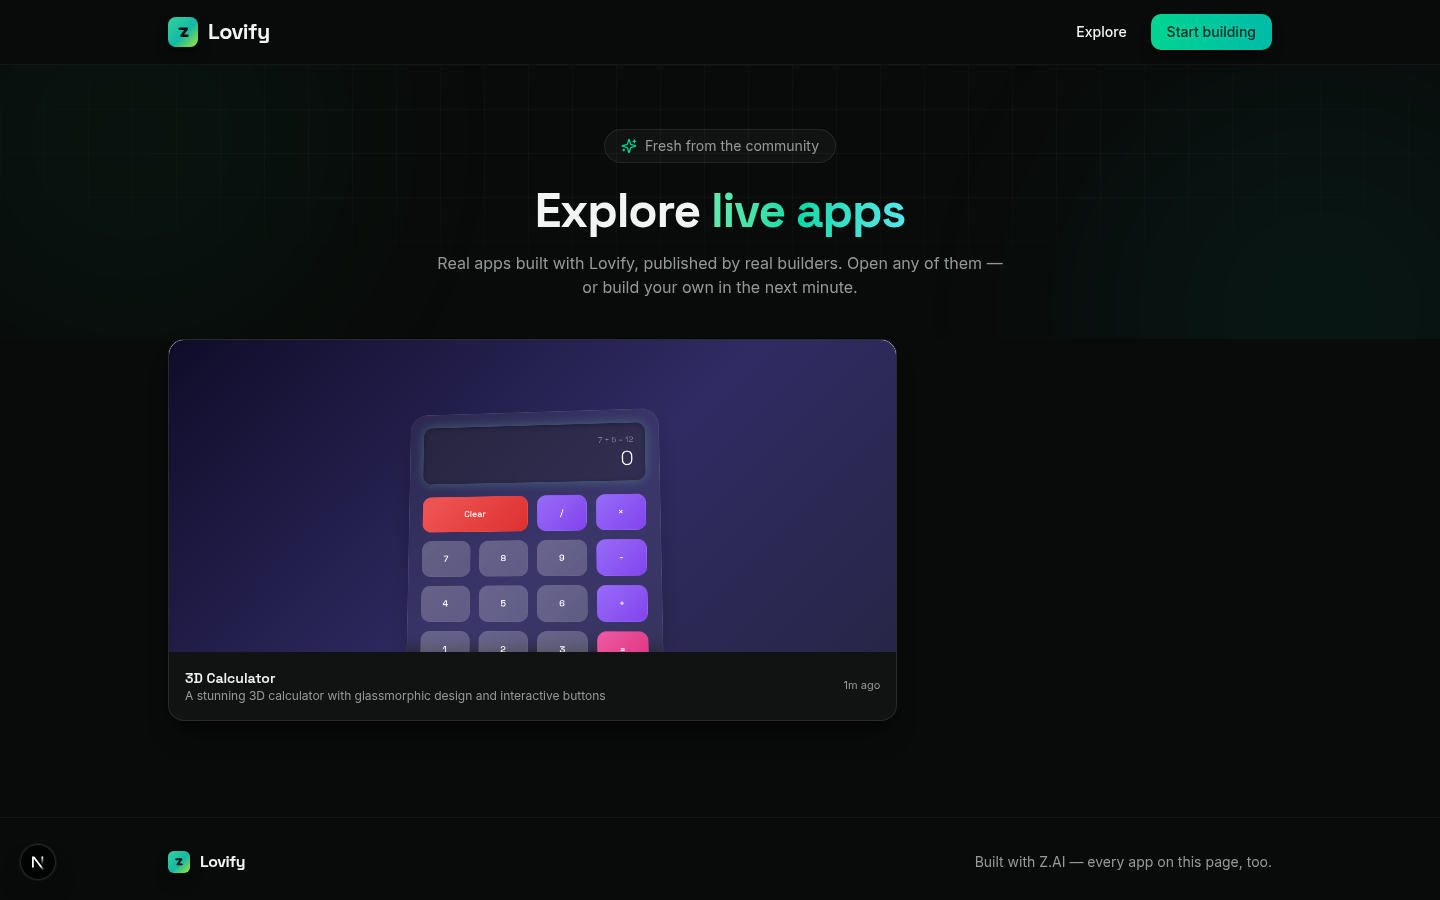 Lovify
Explore
Start building
Fresh from the community
Explore live apps
Real apps built with Lovify, published by real builders. Open any of them —
or build your own in the next minute.
7 + 5 = 12
0
Clear / ×
7 8 9 -
4 5 6 +
1 2 3 =
3D Calculator
A stunning 3D calculator with glassmorphic design and interactive buttons
1m ago
Lovify
Built with Z.AI — every app on this page, too.